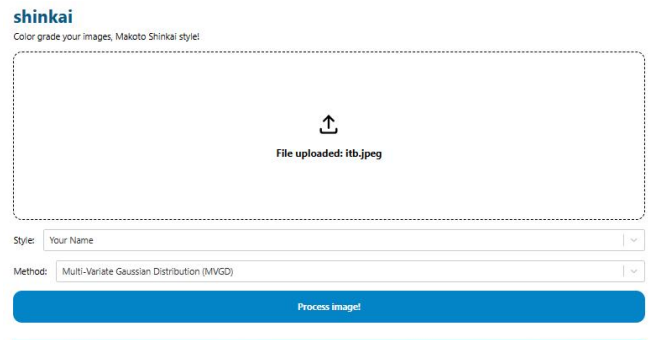 shinkai
Color grade your images, Makoto Shinkai style!
File uploaded: itb.jpeg
Style: Your Name
Method: Multi-Variate Gaussian Distribution (MVGD)
Process image!